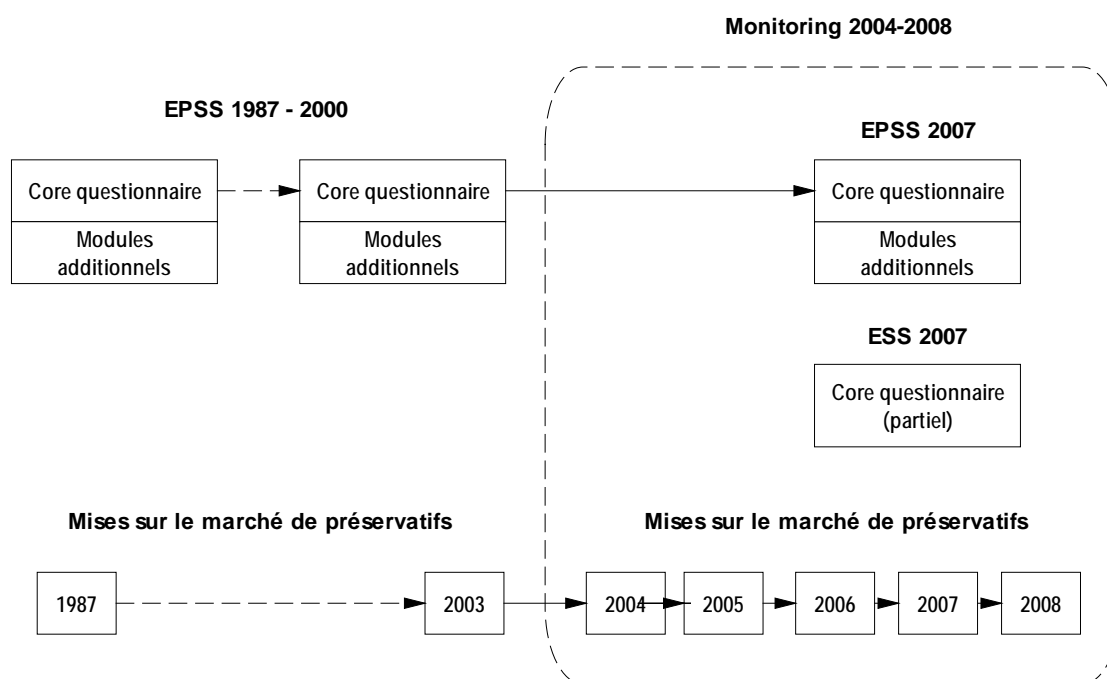 Monitoring 2004-2008
EPSS 1987 - 2000
EPSS 2007
Core questionnaire
Modules
additionnels
Core questionnaire
Modules
additionnels
Core questionnaire
Modules
additionnels
ESS 2007
Core questionnaire
(partiel)
Mises sur le marché de préservatifs
Mises sur le marché de préservatifs
1987
2003
2004
2005
2006
2007
2008